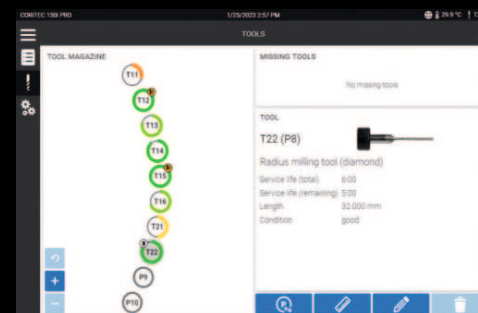 CORITEC 150i PRO
1/25/2023 2:57 PM
29.9 °C
TOOLS
TOOL MAGAZINE
T11
T12
T13
T14
T15
T16
T21
T22
P9
P10
MISSING TOOLS
No missing tools
TOOL
T22 (P8)
Radius milling tool (diamond)
Service life (total) 6:00
Service life (remaining) 5:00
Length 32.000 mm
Condition good